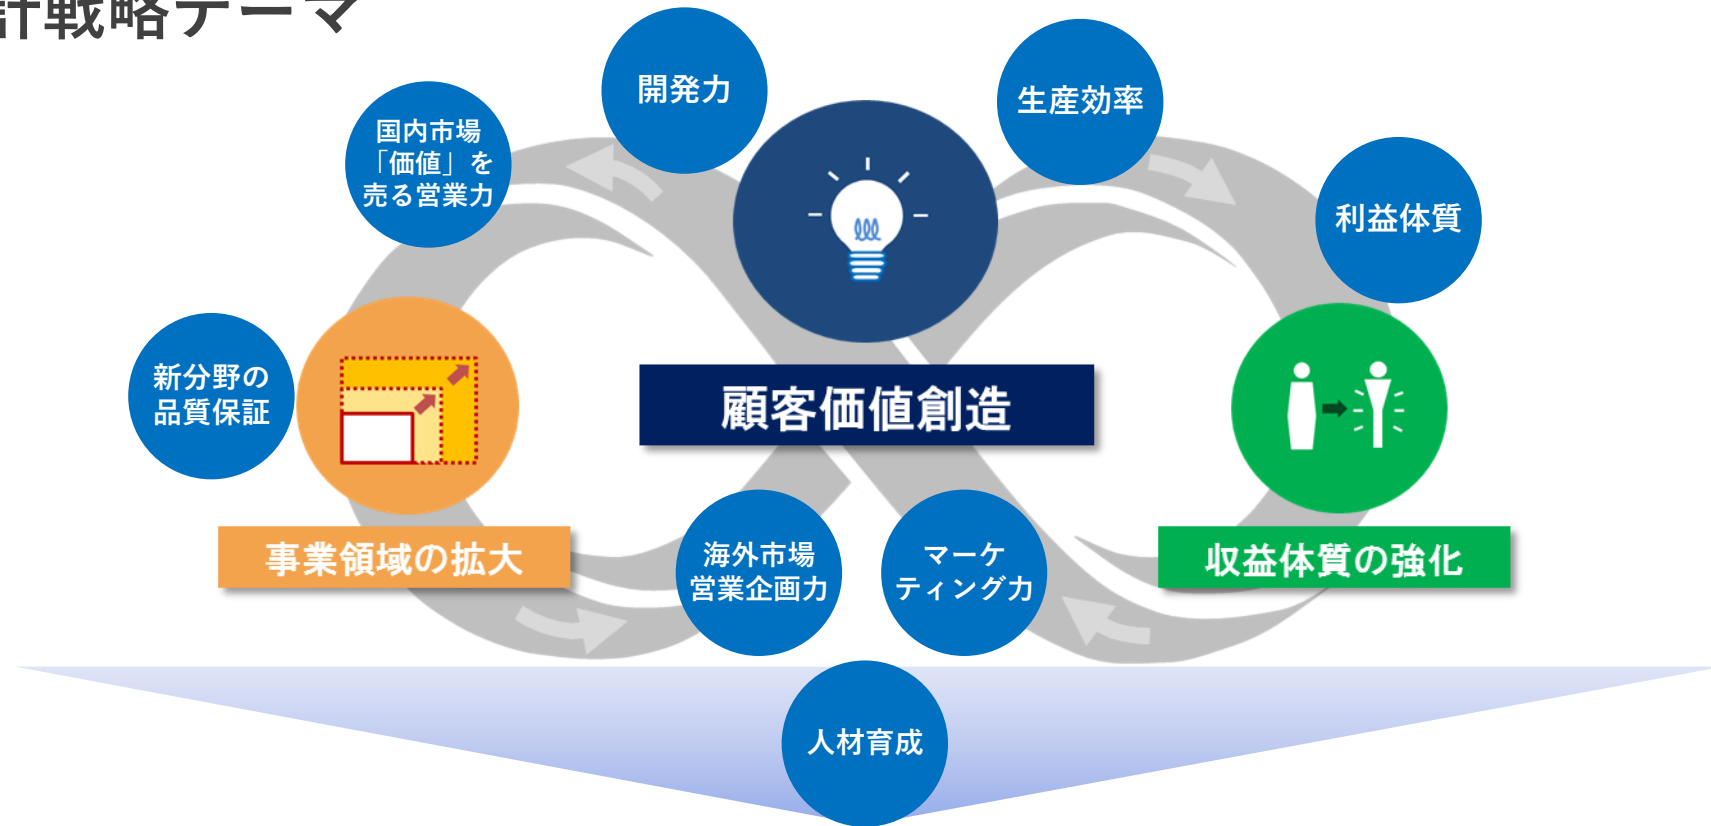 計戦略テーマ
開発力
生産効率
国内市場
「価値」を
売る営業力
利益体質
新分野の
品質保証
顧客価値創造
事業領域の拡大
収益体質の強化
海外市場
営業企画力
マーケ
ティング力
人材育成